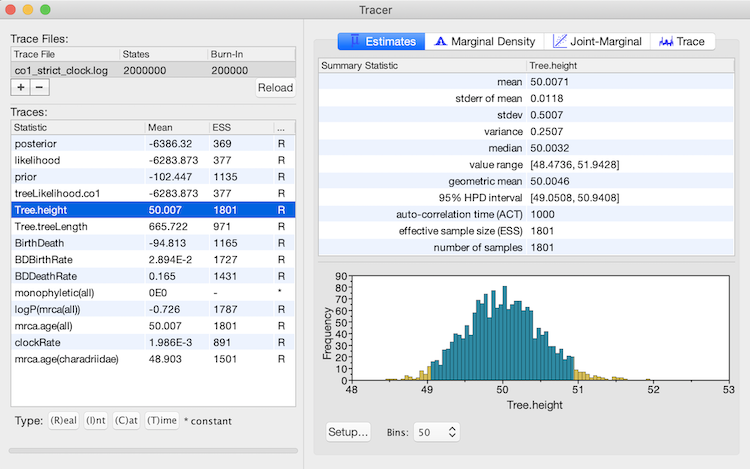 Tracer
Trace Files:
Trace File States Burn-In
co1_strict_clock.log 2000000 200000
+ − Reload
Traces:
Statistic Mean ESS ...
posterior -6386.32 369 R
likelihood -6283.873 377 R
prior -102.447 1135 R
treeLikelihood.co1 -6283.873 377 R
Tree.height 50.007 1801 R
Tree.treeLength 665.722 971 R
BirthDeath -94.813 1165 R
BDBirthRate 2.894E-2 1727 R
BDDeathRate 0.165 1431 R
monophyletic(all) 0E0 - *
logP(mrca(all)) -0.726 1787 R
mrca.age(all) 50.007 1801 R
clockRate 1.986E-3 891 R
mrca.age(charadriidae) 48.903 1501 R
Type: (R)eal (I)nt (C)at (T)ime * constant
Estimates Marginal Density Joint-Marginal Trace
Summary Statistic Tree.height
mean 50.0071
stderr of mean 0.0118
stdev 0.5007
variance 0.2507
median 50.0032
value range [48.4736, 51.9428]
geometric mean 50.0046
95% HPD interval [49.0508, 50.9408]
auto-correlation time (ACT) 1000
effective sample size (ESS) 1801
number of samples 1801
Frequency
90
80
70
60
50
40
30
20
10
0
48 49 50 51 52 53
Tree.height
Setup... Bins: 50